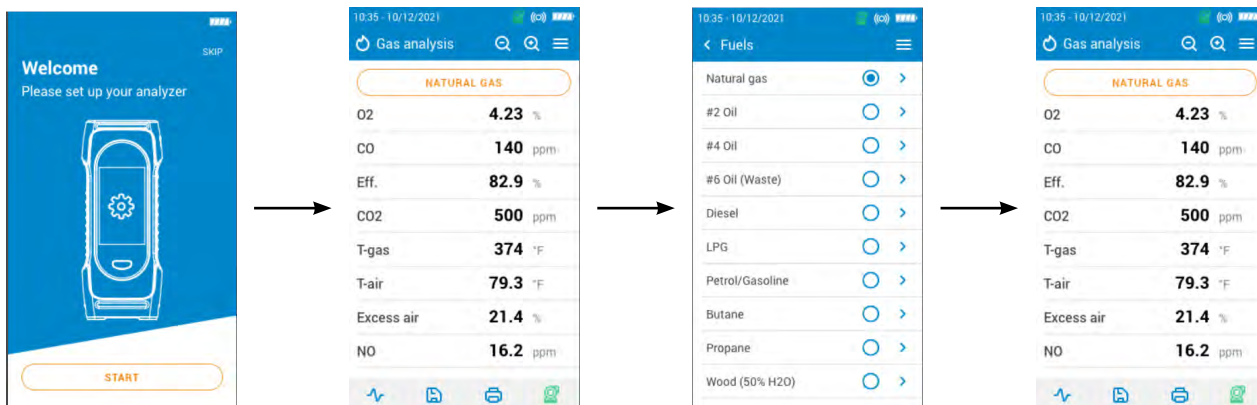 SKIP
Welcome
Please set up your analyzer
START
10:35 - 10/12/2021
Gas analysis
NATURAL GAS
O2 4.23 %
CO 140 ppm
Eff. 82.9 %
CO2 500 ppm
T-gas 374 °F
T-air 79.3 °F
Excess air 21.4 %
NO 16.2 ppm
10:35 - 10/12/2021
Fuels
Natural gas
#2 Oil
#4 Oil
#6 Oil (Waste)
Diesel
LPG
Petrol/Gasoline
Butane
Propane
Wood (50% H2O)
10:35 - 10/12/2021
Gas analysis
NATURAL GAS
O2 4.23 %
CO 140 ppm
Eff. 82.9 %
CO2 500 ppm
T-gas 374 °F
T-air 79.3 °F
Excess air 21.4 %
NO 16.2 ppm